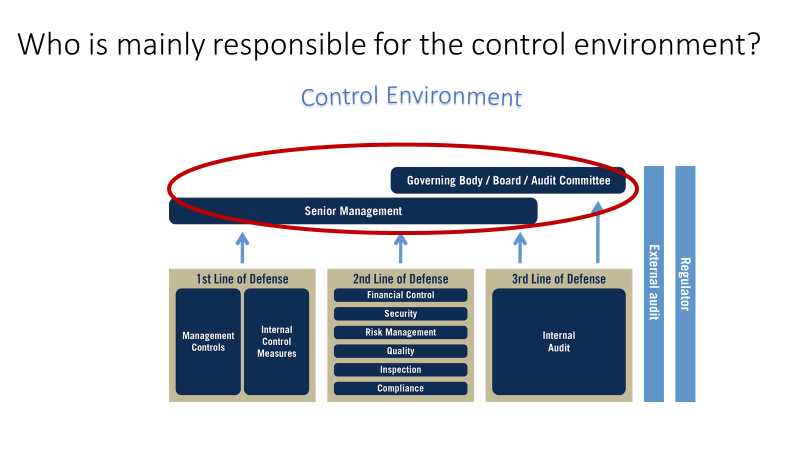 Who is mainly responsible for the control environment?
Control Environment
Governing Body / Board / Audit Committee
Senior Management
1st Line of Defense
Management
Controls
Internal
Control
Measures
2nd Line of Defense
Financial Control
Security
Risk Management
Quality
Inspection
Compliance
3rd Line of Defense
Internal
Audit
External audit
Regulator